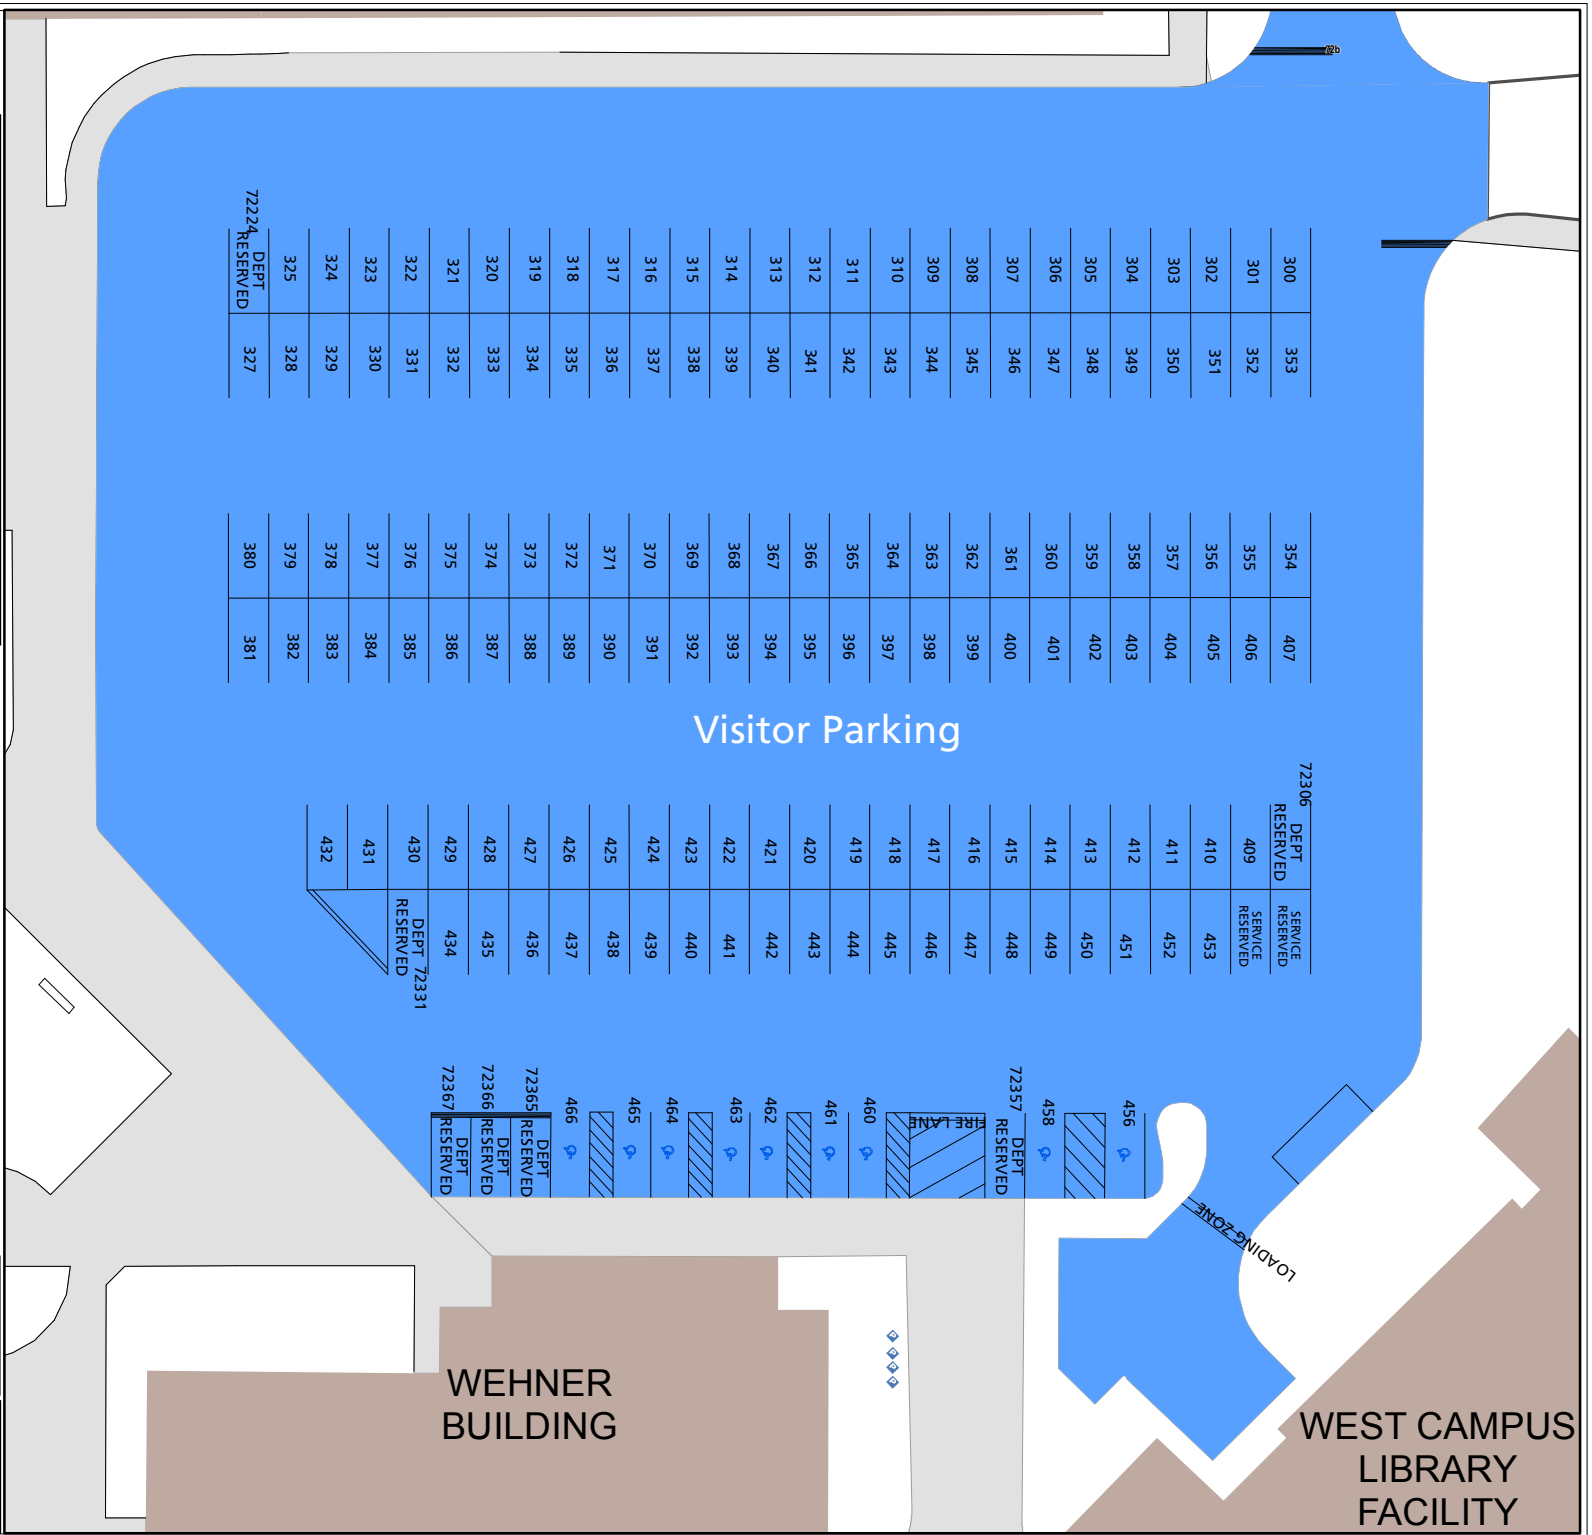 72b
72224
DEPT
RESERVED
325 324 323 322 321 320 319 318 317 316 315 314 313 312 311 310 309 308 307 306 305 304 303 302 301 300
327 328 329 330 331 332 333 334 335 336 337 338 339 340 341 342 343 344 345 346 347 348 349 350 351 352 353
380 379 378 377 376 375 374 373 372 371 370 369 368 367 366 365 364 363 362 361 360 359 358 357 356 355 354
381 382 383 384 385 386 387 388 389 390 391 392 393 394 395 396 397 398 399 400 401 402 403 404 405 406 407
Visitor Parking
72306
432 431 430 429 428 427 426 425 424 423 422 421 420 419 418 417 416 415 414 413 412 411 410 409
DEPT
RESERVED
DEPT 72331
RESERVED
434 435 436 437 438 439 440 441 442 443 444 445 446 447 448 449 450 451 452 453
SERVICE
RESERVED
SERVICE
RESERVED
72367
DEPT
RESERVED
72366
DEPT
RESERVED
72365
DEPT
RESERVED
466 465 464 463 462 461 460
FIRE LANE
72357
DEPT
RESERVED
458 456
LOADING ZONE
WEHNER
BUILDING
WEST CAMPUS
LIBRARY
FACILITY